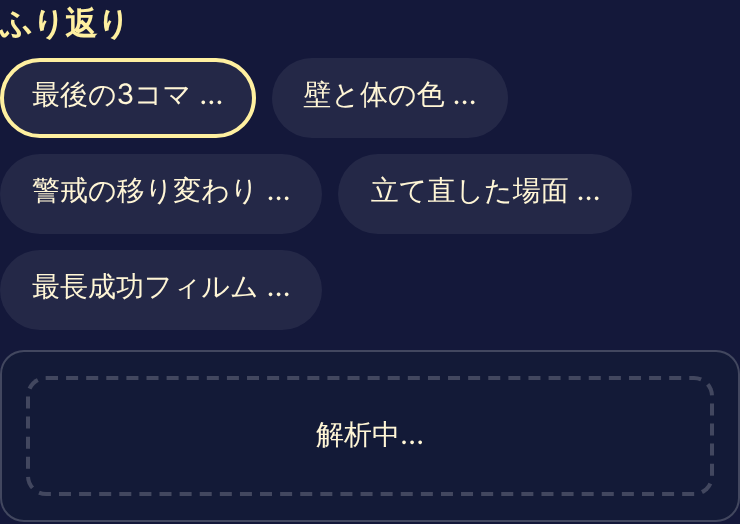 ふり返り
最後の3コマ ...
壁と体の色 ...
警戒の移り変わり ...
立て直した場面 ...
最長成功フィルム ...
解析中...